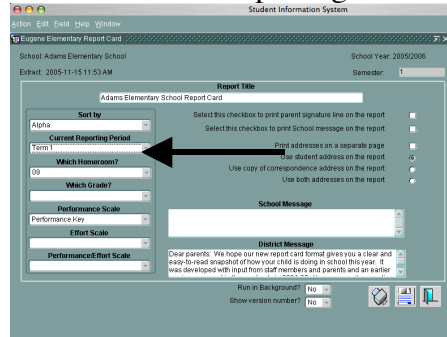 Student Information System
Action Edit Field Help Window
Eugene Elementary Report Card
School: Adams Elementary School School Year: 2005/2006
Extract: 2005-11-15 11:53 AM Semester: 1
Report Title
Adams Elementary School Report Card
Sort by
Alpha
Current Reporting Period
Term 1
Which Homeroom?
09
Which Grade?
Performance Scale
Performance Key
Effort Scale
Performance/Effort Scale
Select this checkbox to print parent signature line on the report
Select this checkbox to print School message on the report
Print addresses on a separate page
Use student address on the report
Use copy of correspondence address on the report
Use both addresses on the report
School Message
District Message
Dear parents: We hope our new report card format gives you a clear and
easy-to-read snapshot of how your child is doing in school this year. It
was developed with input from staff members and parents and an earlier
Run in Background? No
Show version number? No